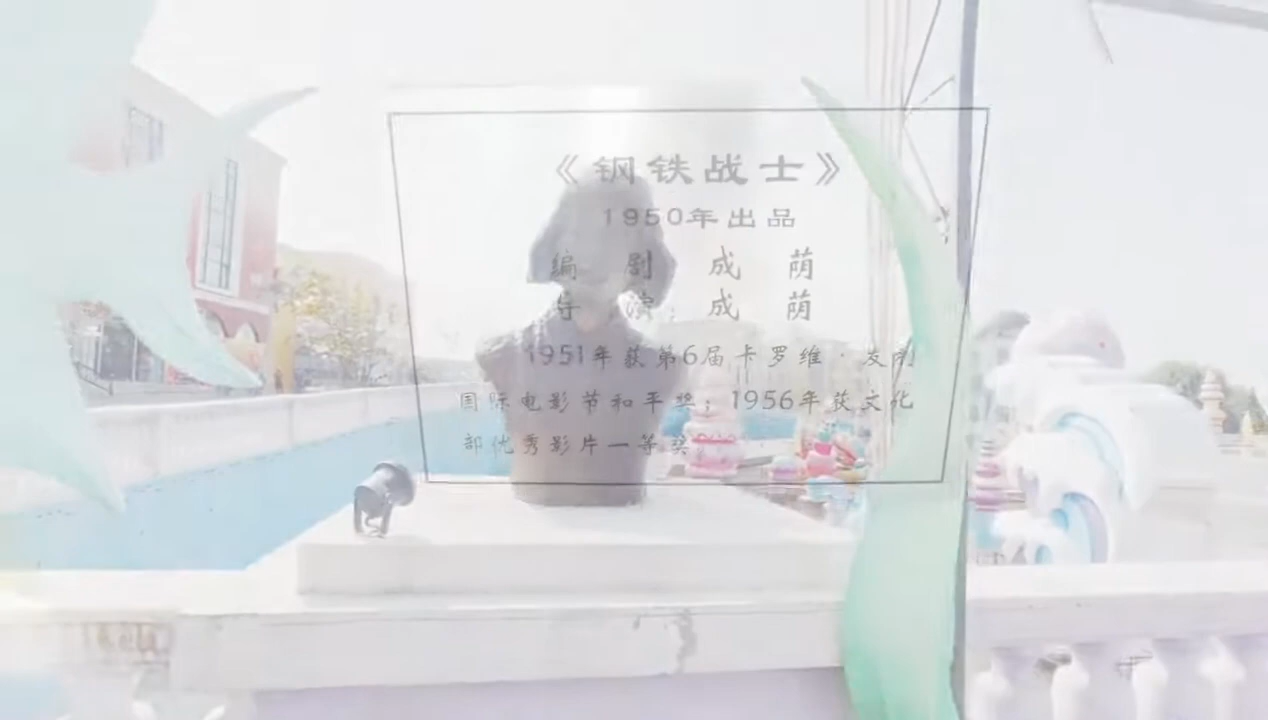 《钢铁战士》
1950年出品
编 剧 成 荫
导 演：成 荫
1951年获第6届卡罗维·发利
国际电影节和平奖；1956年获文化
部优秀影片一等奖